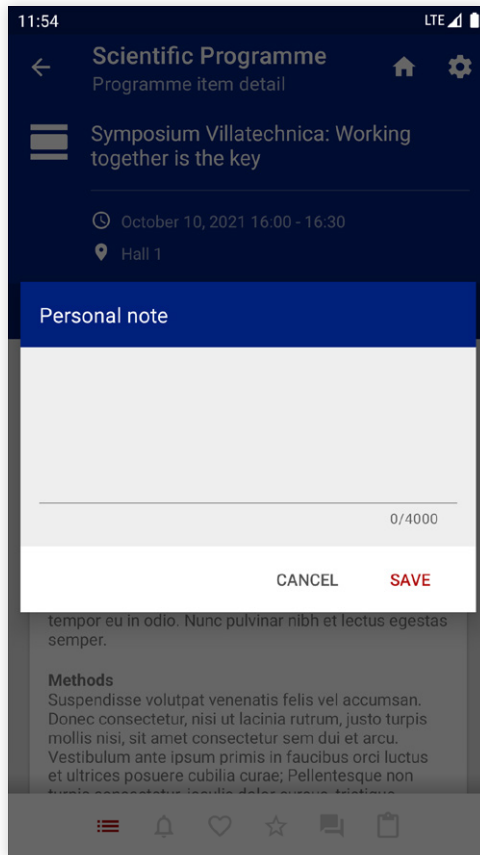 11:54 LTE
Scientific Programme
Programme item detail
Symposium Villatechnica: Working
together is the key
October 10, 2021 16:00 - 16:30
Hall 1
Personal note
0/4000
CANCEL SAVE
tempor eu in odio. Nunc pulvinar nibh et lectus egestas
semper.
Methods
Suspendisse volutpat venenatis felis vel accumsan.
Donec consectetur, nisi ut lacinia rutrum, justo turpis
mollis nisi, sit amet consectetur sem dui et arcu.
Vestibulum ante ipsum primis in faucibus orci luctus
et ultrices posuere cubilia curae; Pellentesque non